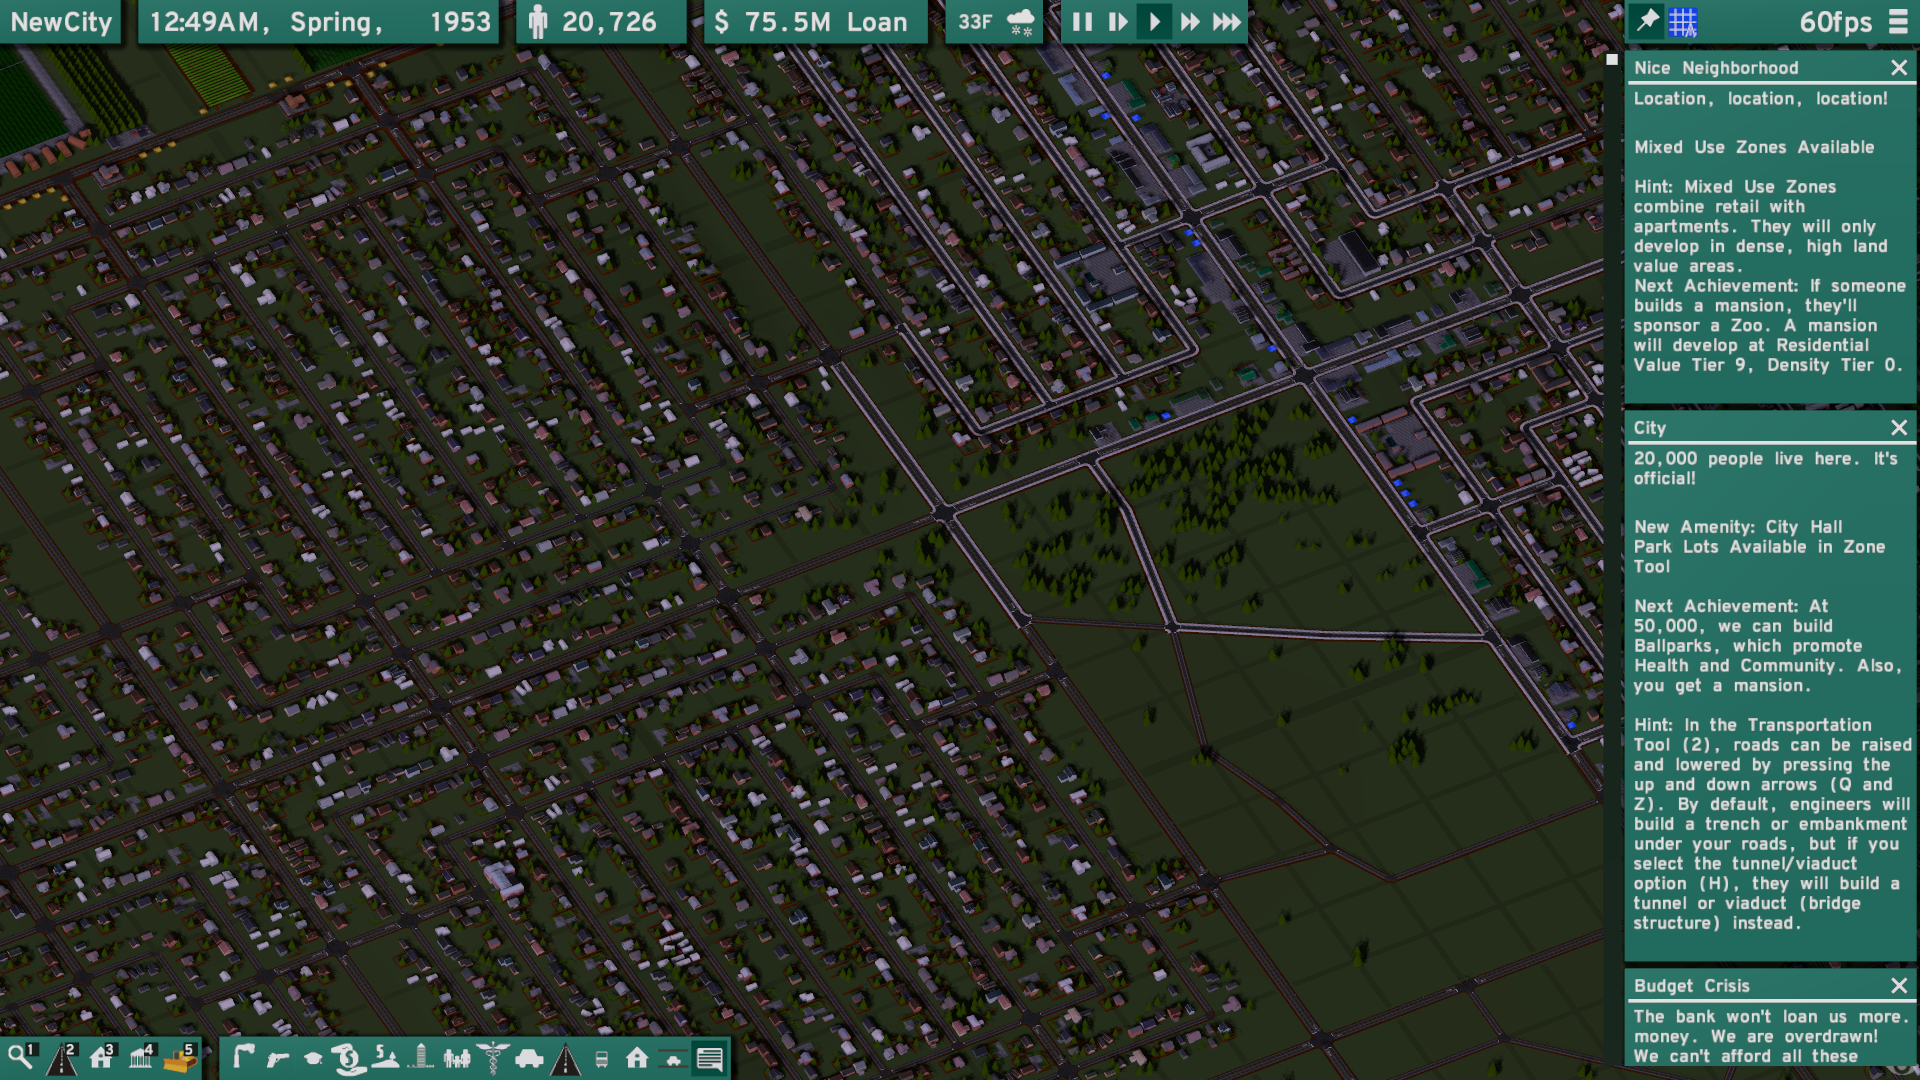 NewCity
12:49AM, Spring, 1953
20,726
$ 75.5M Loan
33F
60fps
Nice Neighborhood
Location, location, location!
Mixed Use Zones Available
Hint: Mixed Use Zones
combine retail with
apartments. They will only
develop in dense, high land
value areas.
Next Achievement: If someone
builds a mansion, they'll
sponsor a Zoo. A mansion
will develop at Residential
Value Tier 9, Density Tier 0.
City
20,000 people live here. It's
official!
New Amenity: City Hall
Park Lots Available in Zone
Tool
Next Achievement: At
50,000, we can build
Ballparks, which promote
Health and Community. Also,
you get a mansion.
Hint: In the Transportation
Tool (2), roads can be raised
and lowered by pressing the
up and down arrows (Q and
Z). By default, engineers will
build a trench or embankment
under your roads, but if you
select the tunnel/viaduct
option (H), they will build a
tunnel or viaduct (bridge
structure) instead.
Budget Crisis
The bank won't loan us more.
money. We are overdrawn!
We can't afford all these
1 2 3 4 5
$
5